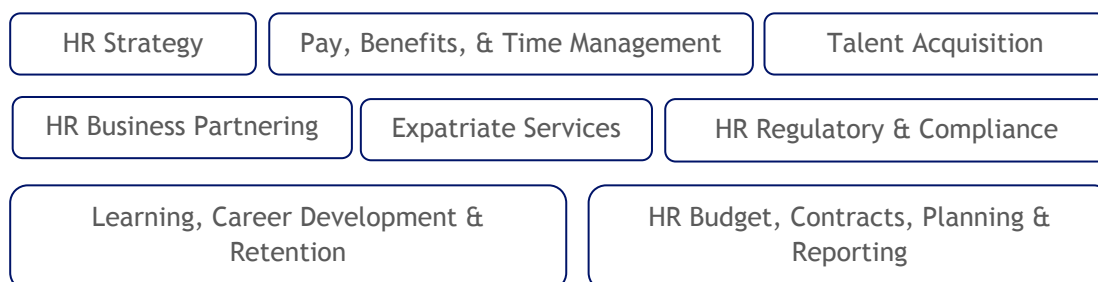 HR Strategy
Pay, Benefits, & Time Management
Talent Acquisition
HR Business Partnering
Expatriate Services
HR Regulatory & Compliance
Learning, Career Development &
Retention
HR Budget, Contracts, Planning &
Reporting